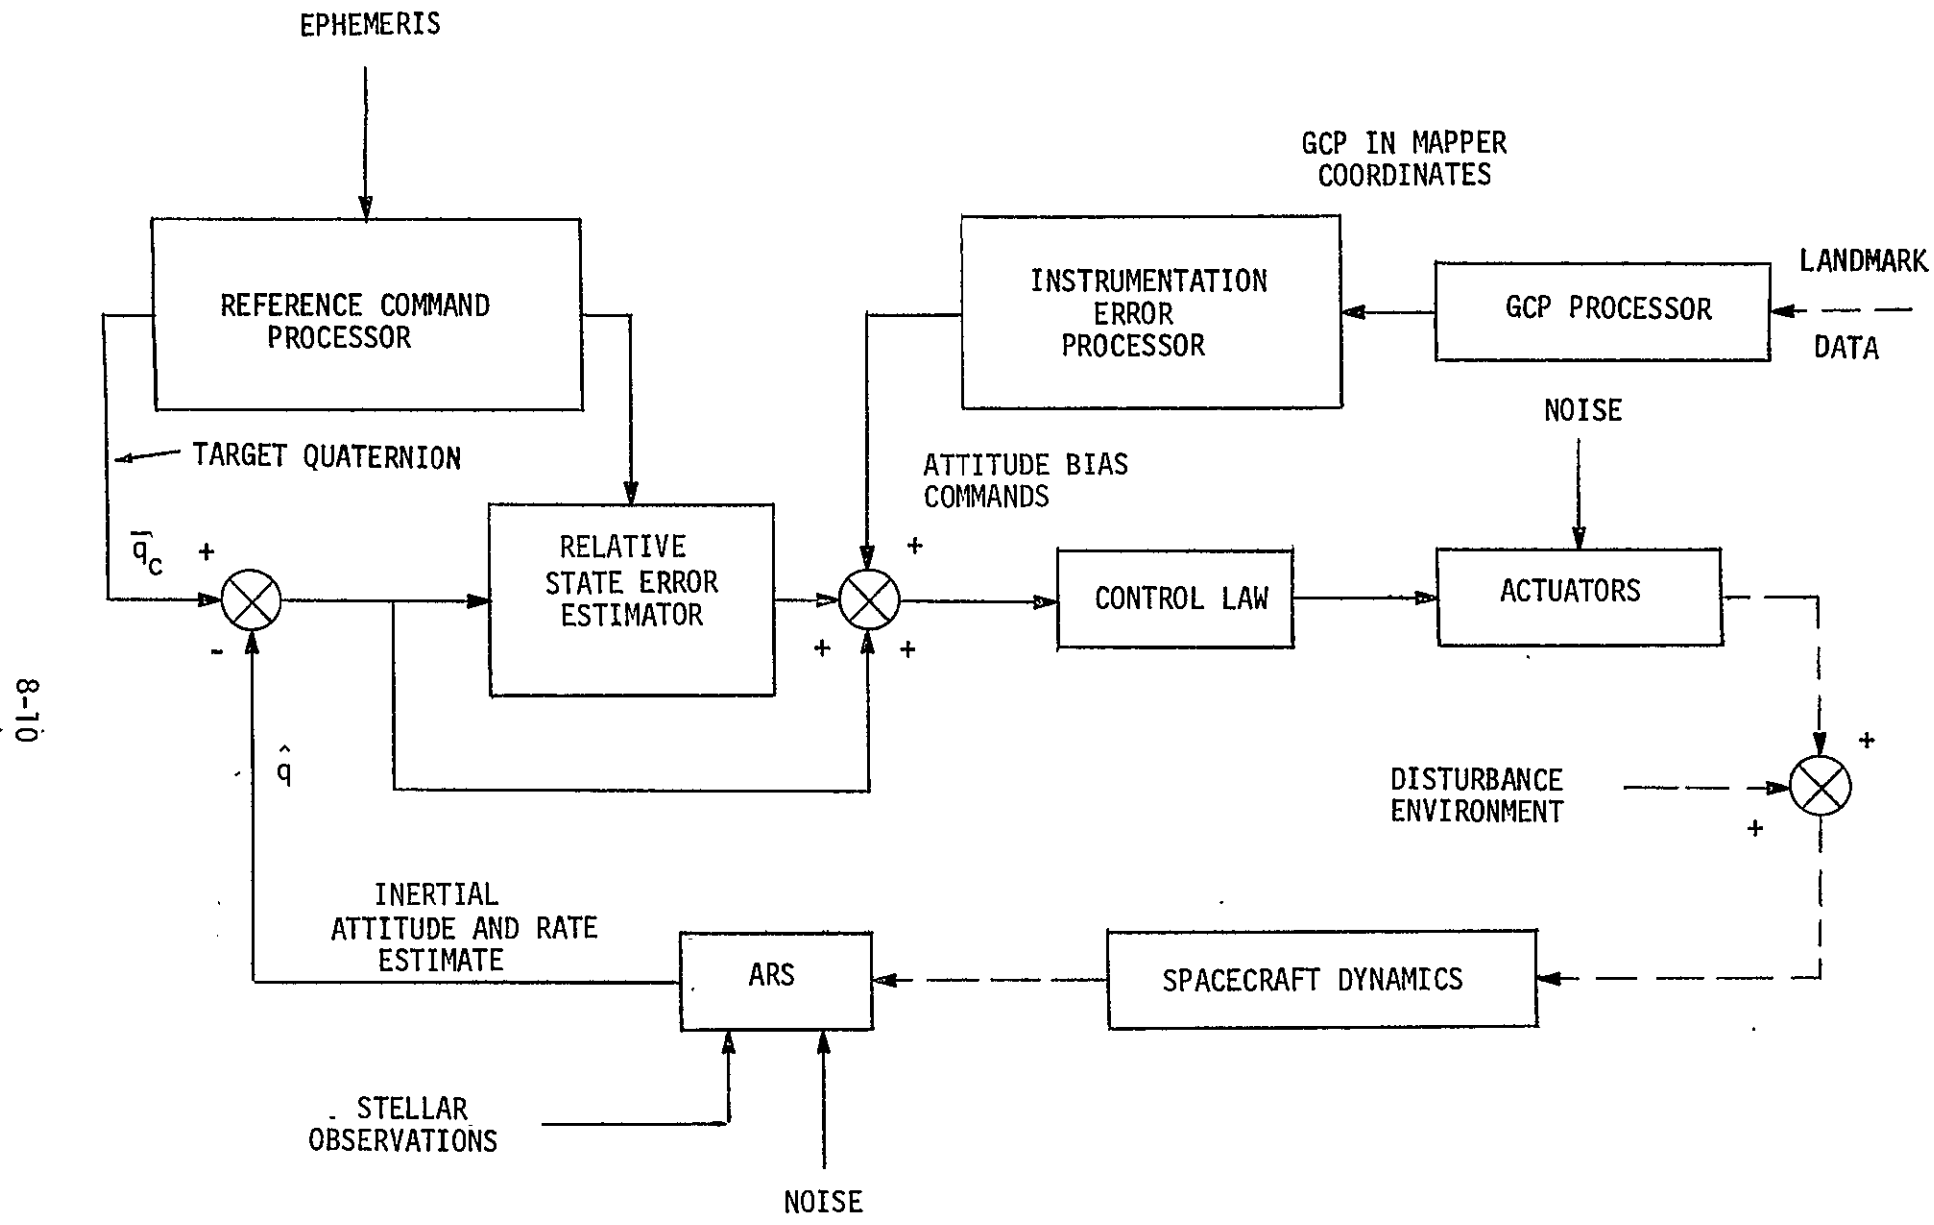 EPHEMERIS
GCP IN MAPPER
COORDINATES
REFERENCE COMMAND
PROCESSOR
INSTRUMENTATION
ERROR
PROCESSOR
GCP PROCESSOR
LANDMARK
DATA
NOISE
TARGET QUATERNION
ATTITUDE BIAS
COMMANDS
q̅c
+
-
RELATIVE
STATE ERROR
ESTIMATOR
+
+
+
CONTROL LAW
ACTUATORS
8-10
q̂
DISTURBANCE
ENVIRONMENT
+
+
INERTIAL
ATTITUDE AND RATE
ESTIMATE
ARS
SPACECRAFT DYNAMICS
STELLAR
OBSERVATIONS
NOISE